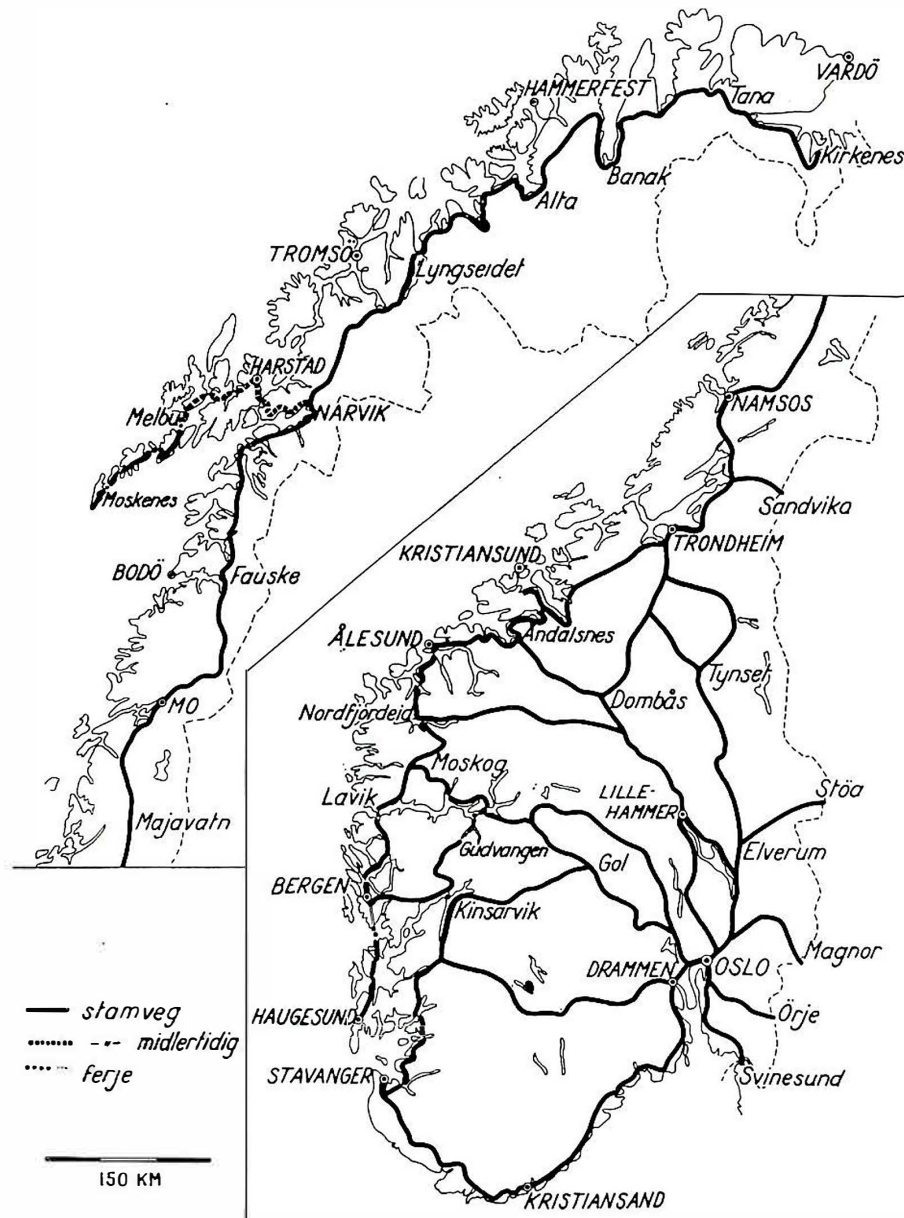 VARDÖ
HAMMERFEST
Tana
Kirkenes
Banak
Alta
TROMSÖ
Lyngseidet
HARSTAD
Melbu
NARVIK
Moskenes
BODÖ
Fauske
MO
Majavatn
NAMSOS
Sandvika
TRONDHEIM
KRISTIANSUND
Åndalsnes
ÅLESUND
Tynset
Dombås
Nordfjordeid
Moskog
Lavik
LILLE-
HAMMER
Stöa
Gudvangen
Gol
Elverum
BERGEN
Kinsarvik
Magnor
DRAMMEN
OSLO
HAUGESUND
Örje
STAVANGER
Svinesund
KRISTIANSAND
stamveg
-"- midlertidig
ferje
150 KM